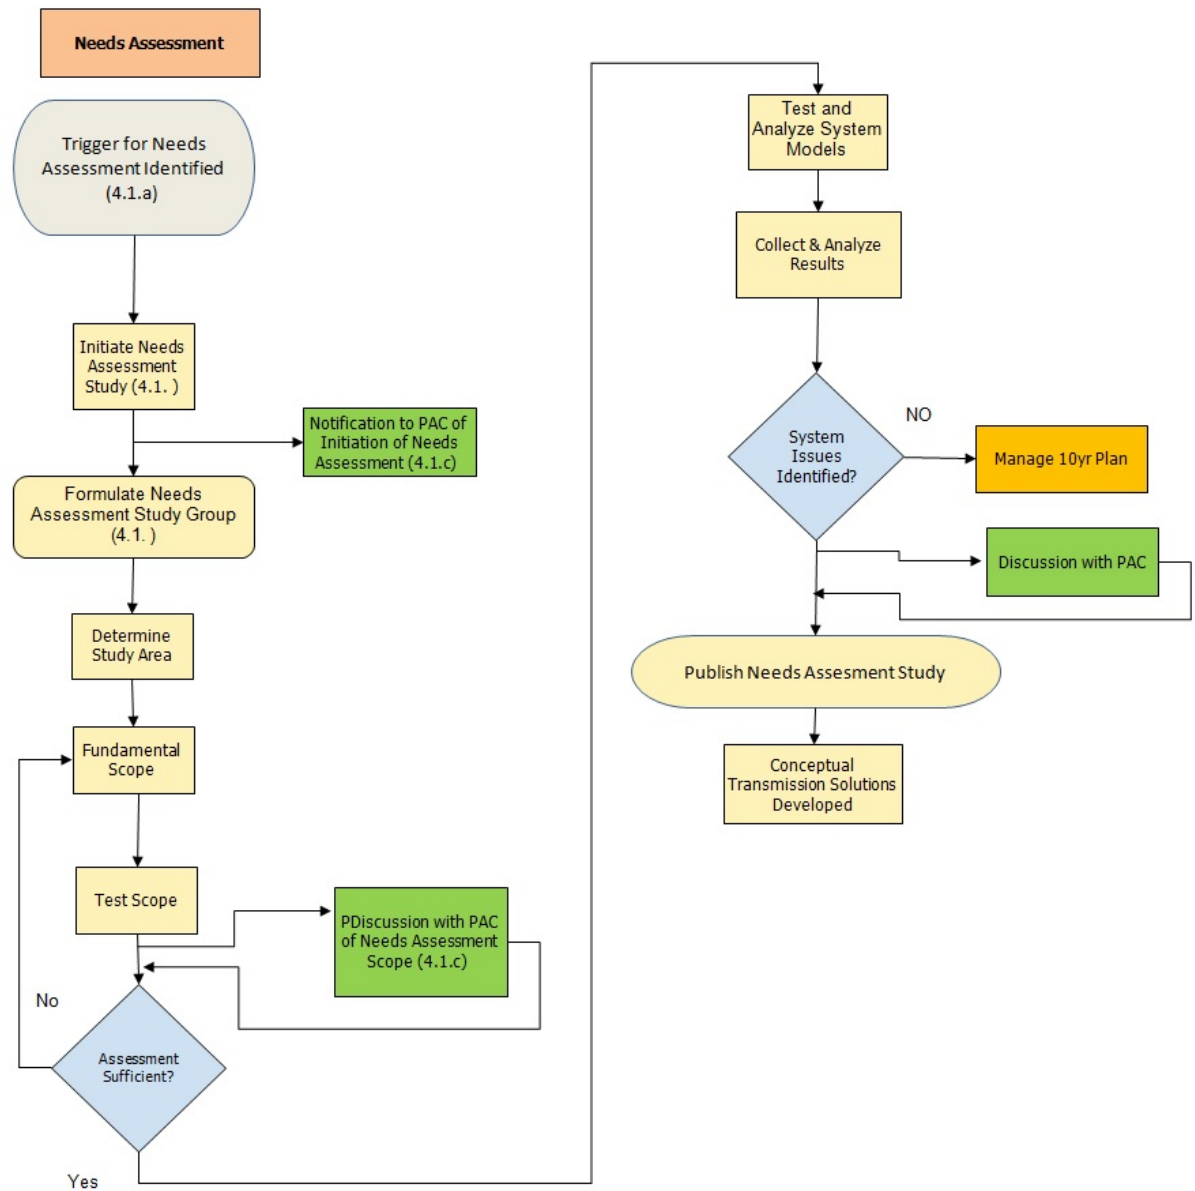 Needs Assessment
Trigger for Needs
Assessment Identified
(4.1.a)
Initiate Needs
Assessment
Study (4.1. )
Notification to PAC of
Initiation of Needs
Assessment (4.1.c)
Formulate Needs
Assessment Study Group
(4.1. )
Determine
Study Area
Fundamental
Scope
Test Scope
PDiscussion with PAC
of Needs Assessment
Scope (4.1.c)
No
Assessment
Sufficient?
Yes
Test and
Analyze System
Models
Collect & Analyze
Results
System
Issues
Identified?
NO
Manage 10yr Plan
Discussion with PAC
Publish Needs Assesment Study
Conceptual
Transmission Solutions
Developed